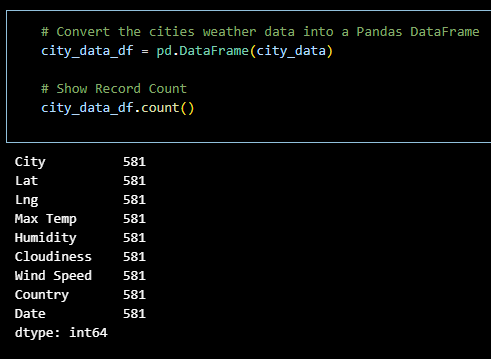 # Convert the cities weather data into a Pandas DataFrame
city_data_df = pd.DataFrame(city_data)
# Show Record Count
city_data_df.count()
City 581
Lat 581
Lng 581
Max Temp 581
Humidity 581
Cloudiness 581
Wind Speed 581
Country 581
Date 581
dtype: int64